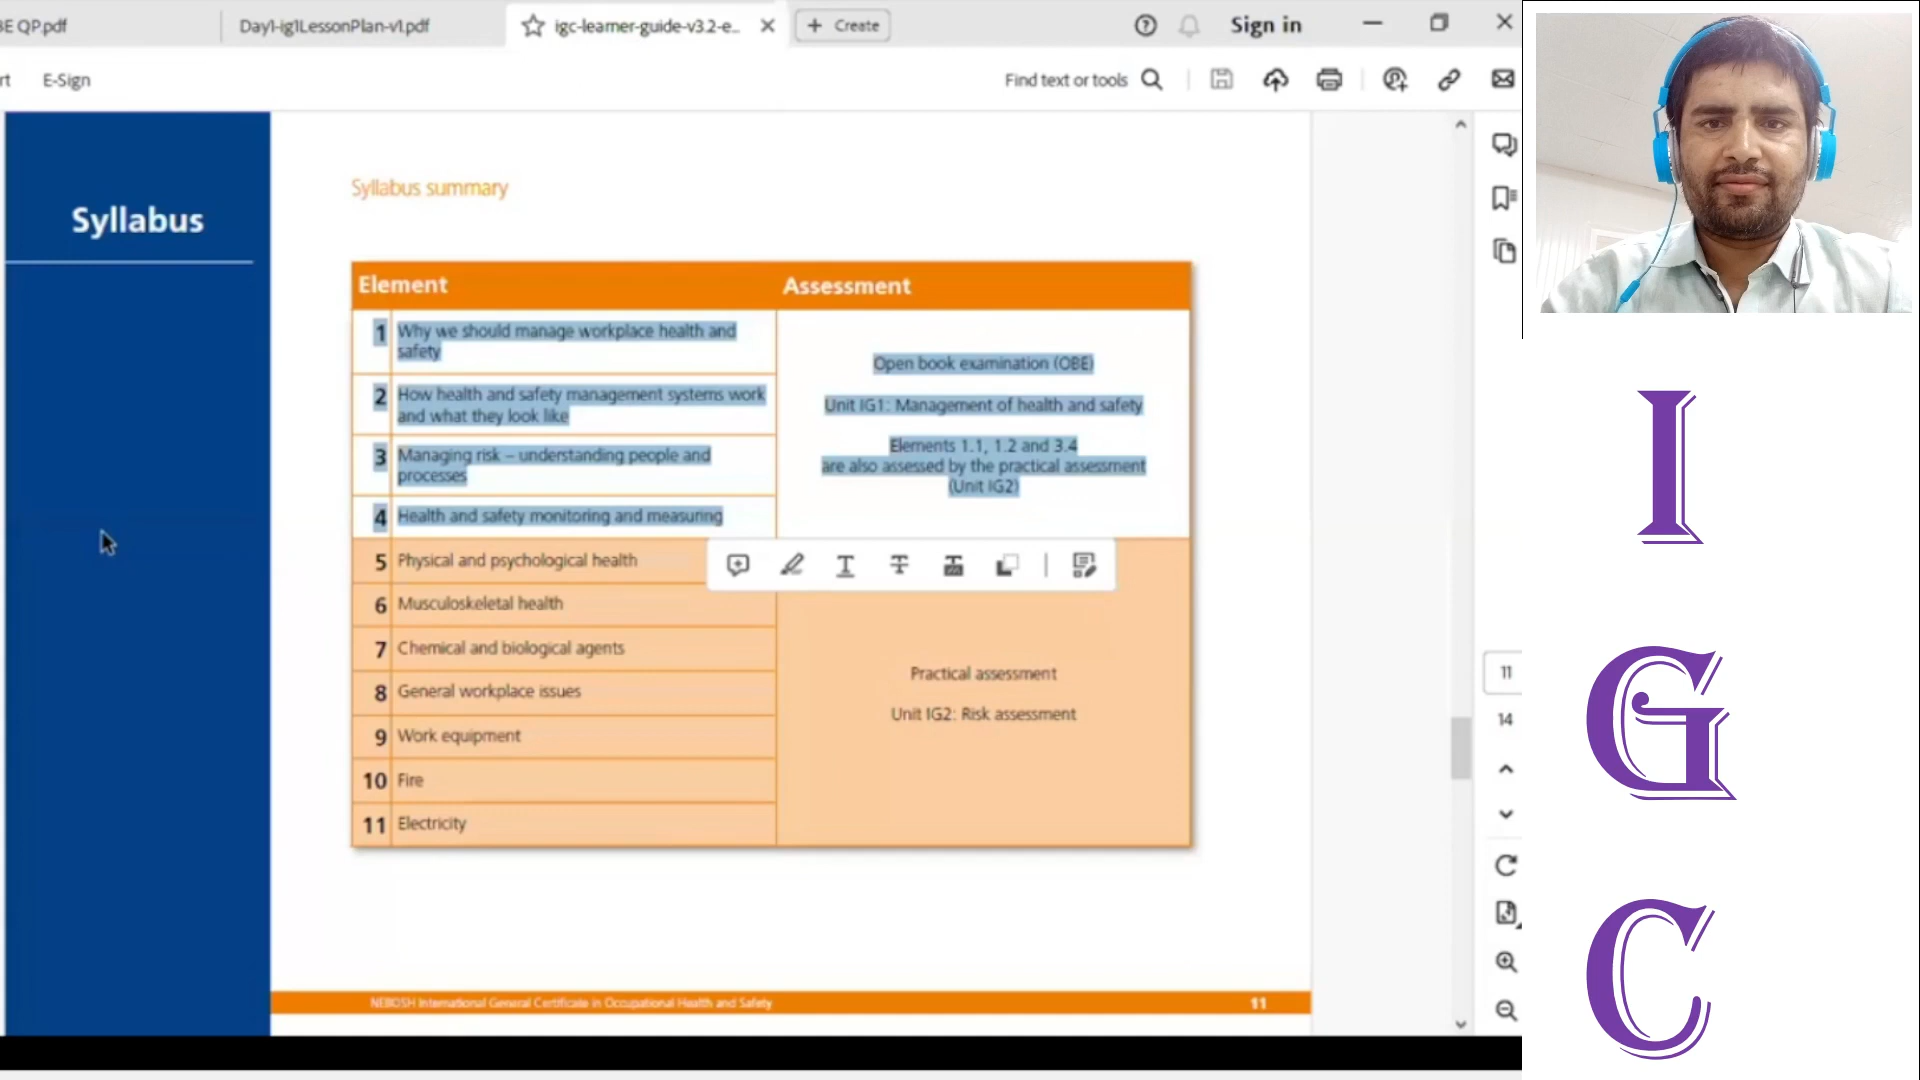 BE QP.pdf
Day1-ig1LessonPlan-v1.pdf
igc-learner-guide-v3.2-e...
Create
Sign in
rt
E-Sign
Find text or tools
Syllabus
Syllabus summary
Element
Assessment
1 Why we should manage workplace health and
safety
2 How health and safety management systems work
and what they look like
3 Managing risk – understanding people and
processes
4 Health and safety monitoring and measuring
Open book examination (OBE)
Unit IG1: Management of health and safety
Elements 1.1, 1.2 and 3.4
are also assessed by the practical assessment
(Unit IG2)
5 Physical and psychological health
6 Musculoskeletal health
7 Chemical and biological agents
8 General workplace issues
9 Work equipment
10 Fire
11 Electricity
Practical assessment
Unit IG2: Risk assessment
NEBOSH International General Certificate in Occupational Health and Safety
11
11
14
I
G
C